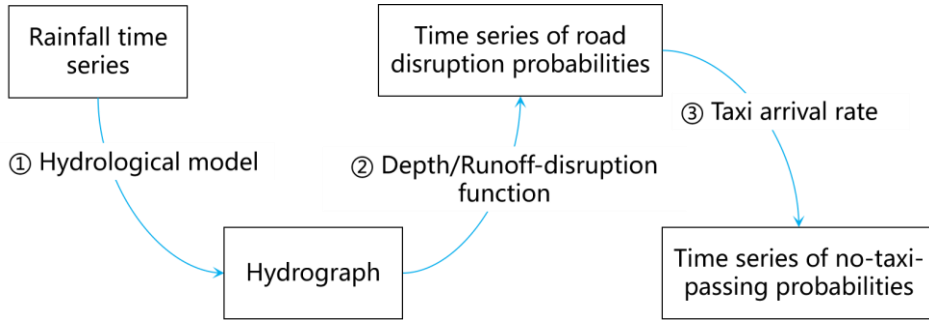 Rainfall time
series
① Hydrological model
Hydrograph
② Depth/Runoff-disruption
function
Time series of road
disruption probabilities
③ Taxi arrival rate
Time series of no-taxi-
passing probabilities